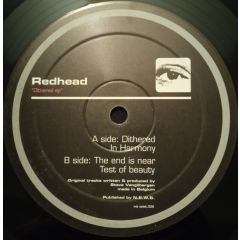 Redhead
"Dithered ep"
A side: Dithered
In Harmony
B side: The end is near
Test of beauty
Original tracks written & produced by
Steve Vanglbergen
made in Belgium
Published by N.E.W.S.